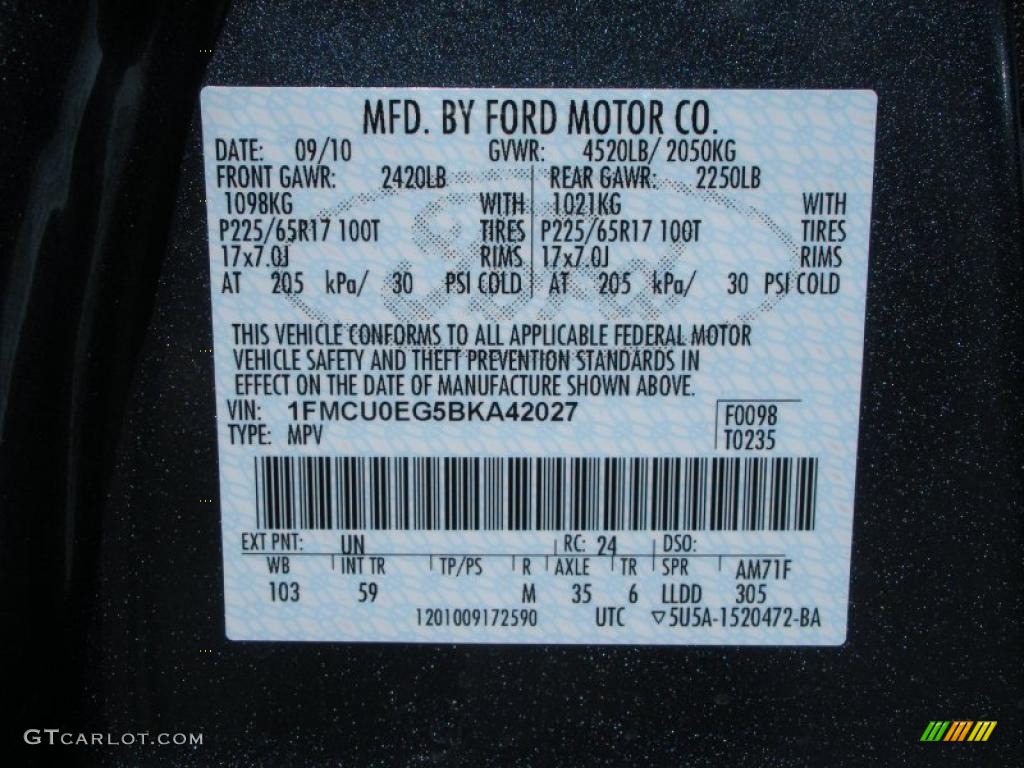 MFD. BY FORD MOTOR CO.
DATE: 09/10 GVWR: 4520LB/ 2050KG
FRONT GAWR: 2420LB REAR GAWR: 2250LB
1098KG WITH 1021KG WITH
P225/65R17 100T TIRES P225/65R17 100T TIRES
17x7.0J RIMS 17x7.0J RIMS
AT 205 kPa/ 30 PSI COLD AT 205 kPa/ 30 PSI COLD
THIS VEHICLE CONFORMS TO ALL APPLICABLE FEDERAL MOTOR
VEHICLE SAFETY AND THEFT PREVENTION STANDARDS IN
EFFECT ON THE DATE OF MANUFACTURE SHOWN ABOVE.
VIN: 1FMCU0EG5BKA42027 F0098
TYPE: MPV T0235
EXT PNT: UN RC: 24 DSO:
WB INT TR TP/PS R AXLE TR SPR AM71F
103 59 M 35 6 LLDD 305
1201009172590 UTC ▽5U5A-1520472-BA
GTCARLOT.COM